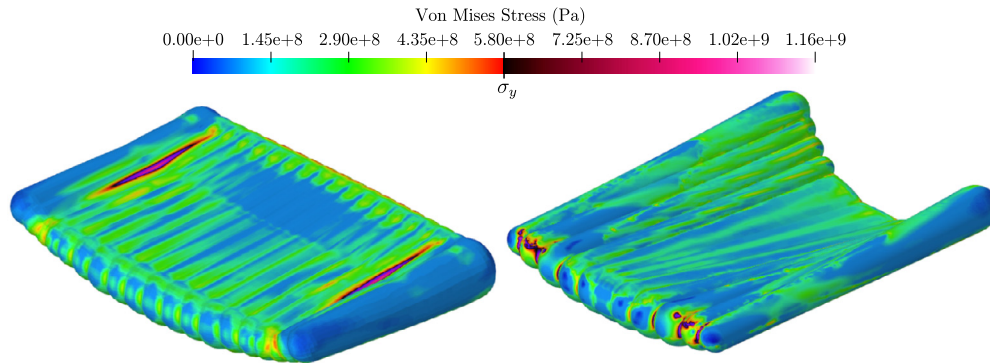 Von Mises Stress (Pa)
0.00e+0 1.45e+8 2.90e+8 4.35e+8 5.80e+8 7.25e+8 8.70e+8 1.02e+9 1.16e+9
σy